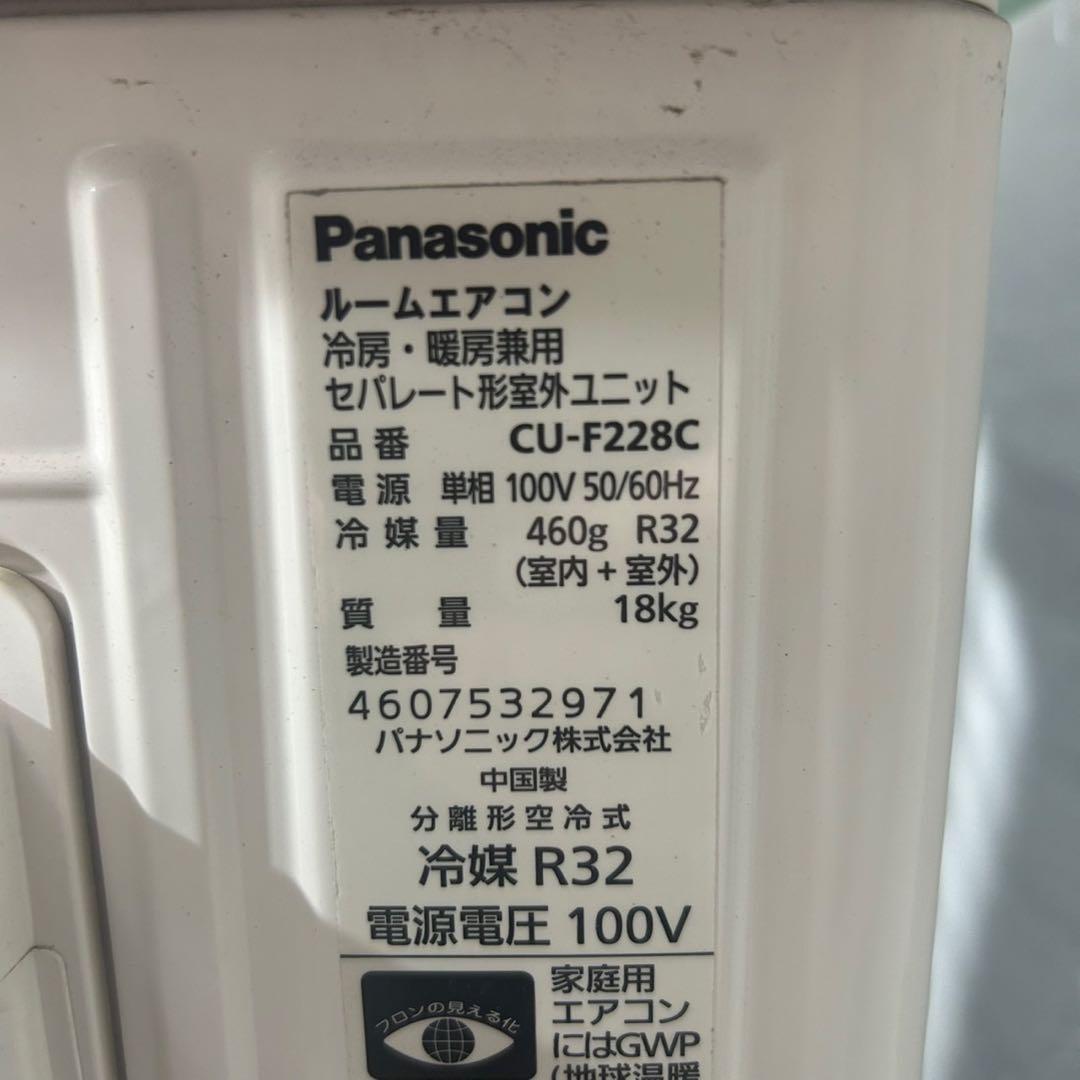 Panasonic
ルームエアコン
冷房・暖房兼用
セパレート形室外ユニット
品番 CU-F228C
電源 単相 100V 50/60Hz
冷媒量 460g R32
(室内+室外)
質量 18kg
製造番号
4607532971
パナソニック株式会社
中国製
分離形空冷式
冷媒 R32
電源電圧 100V
フロンの見える化
家庭用
エアコン
にはGWP
(地球温暖